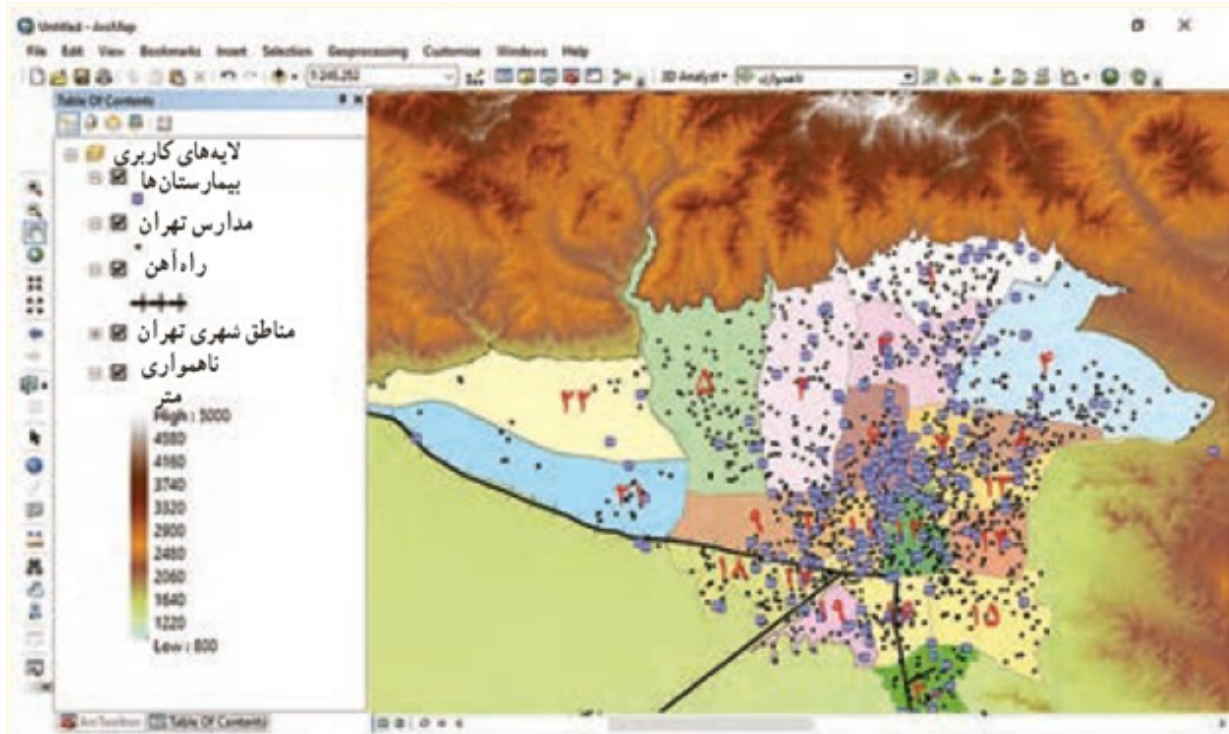 Untitled - ArcMap
File Edit View Bookmarks Insert Selection Geoprocessing Customize Windows Help
3D Analyst ناهمواری
Table Of Contents
لایه‌های کاربری
بیمارستان‌ها
مدارس تهران
راه‌آهن
مناطق شهری تهران
ناهمواری
متر
High : 5000
4580
4160
3740
3320
2900
2480
2060
1640
1220
Low : 800
ArcToolbox Table Of Contents
۱
۴
۵
۲۲
۲۱
۹
۱۳
۱۸
۱۹
۱۵